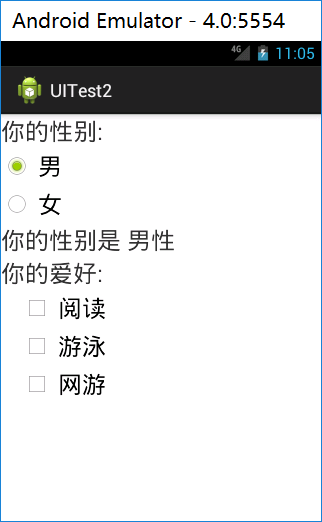 Android Emulator - 4.0:5554
4G 11:05
UITest2
你的性别:
男
女
你的性别是 男性
你的爱好:
阅读
游泳
网游